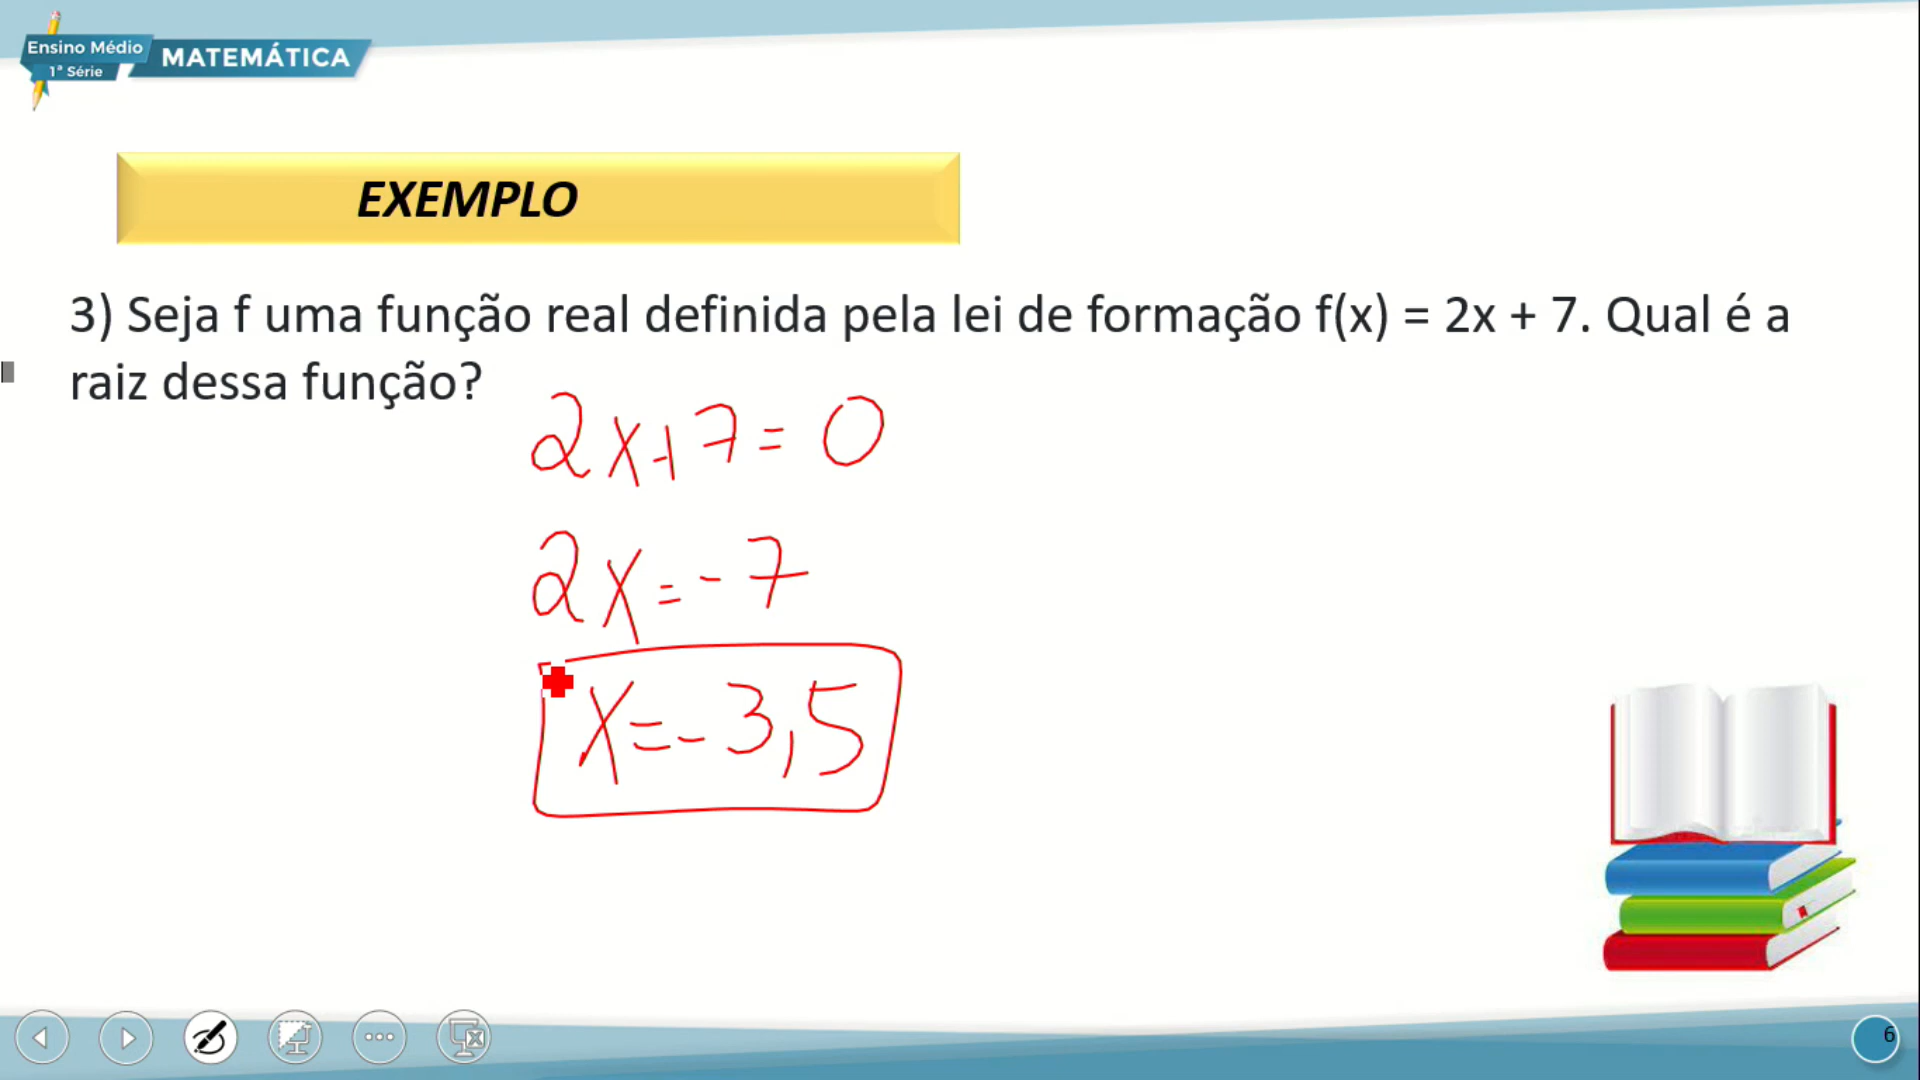 Ensino Médio
1ª Série
MATEMÁTICA
EXEMPLO
3) Seja f uma função real definida pela lei de formação f(x) = 2x + 7. Qual é a
raiz dessa função?
2x+7=0
2x=-7
x=-3,5
6